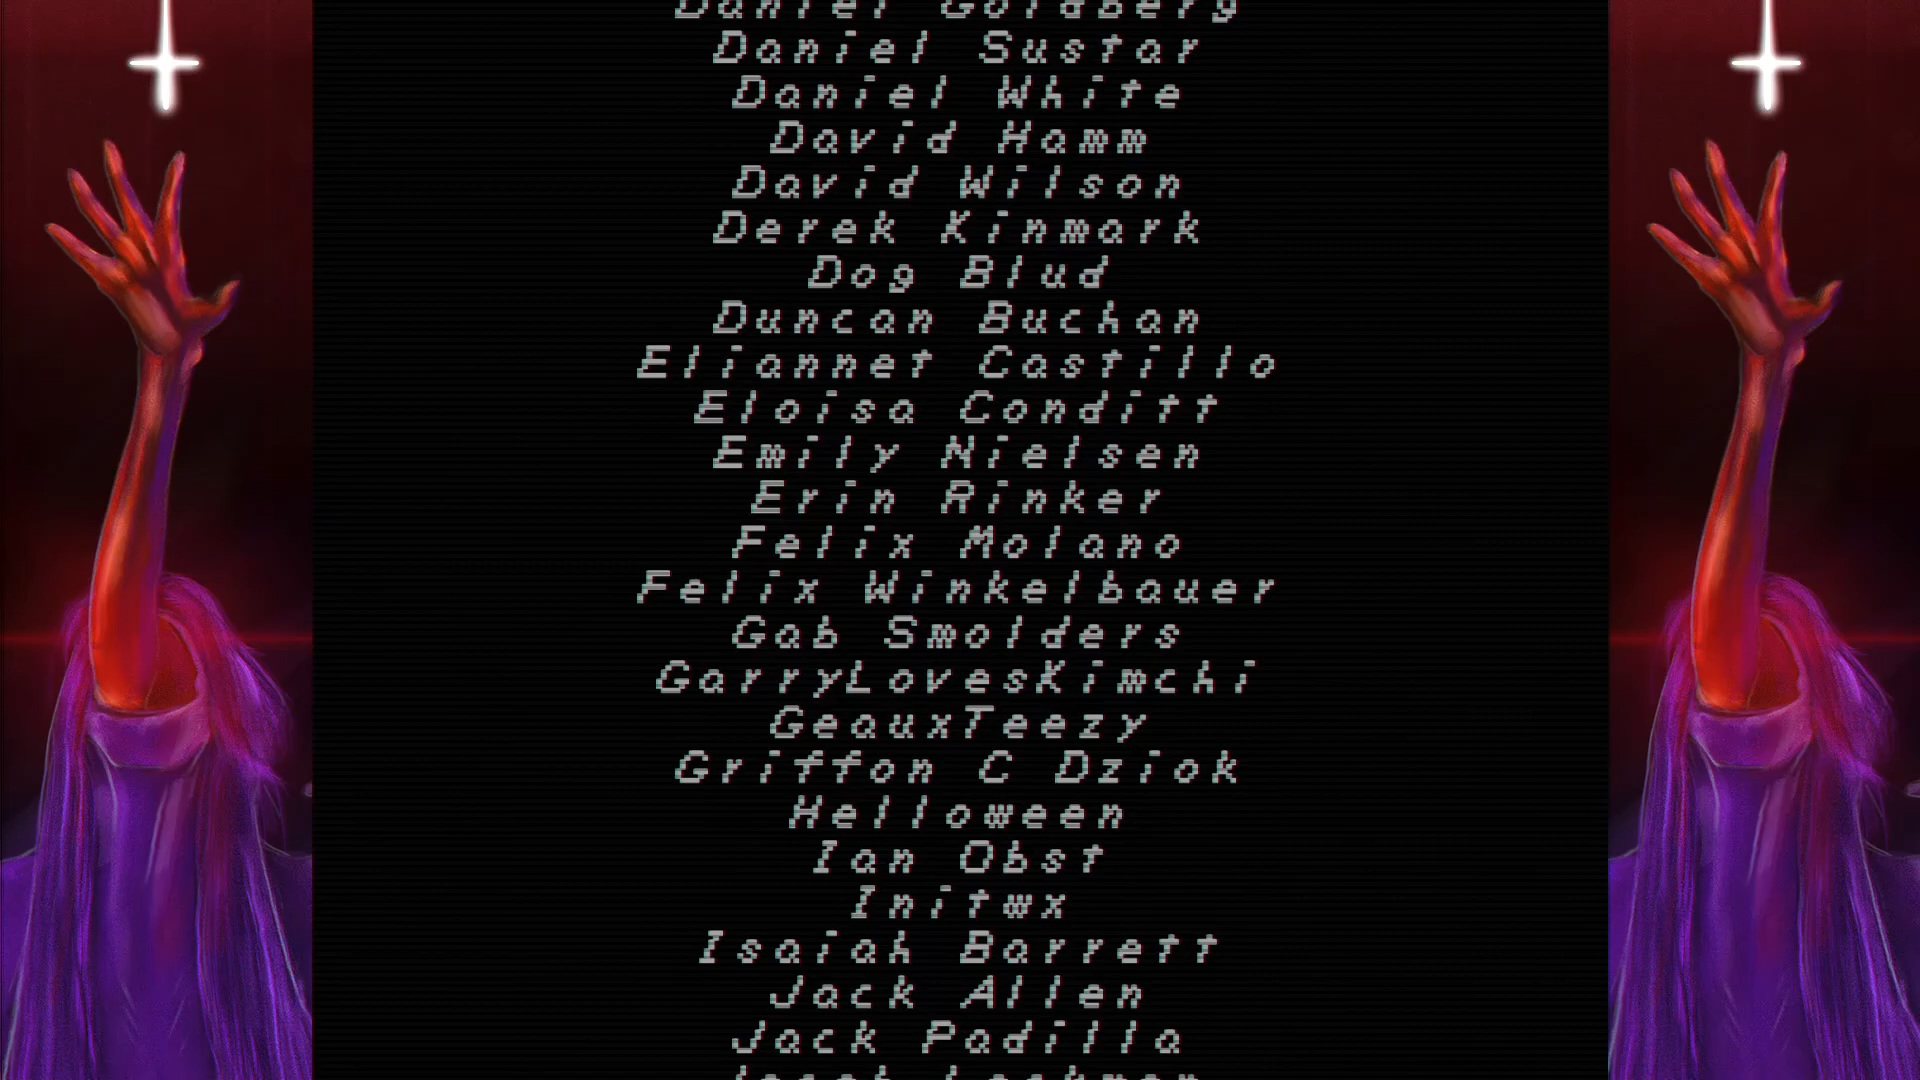 Daniel Goldberg
Daniel Sustar
Daniel White
David Hamm
David Wilson
Derek Kinmark
Dog Blud
Duncan Buchan
Eliannet Castillo
Eloisa Conditt
Emily Nielsen
Erin Rinker
Felix Molano
Felix Winkelbauer
Gab Smolders
GarryLovesKimchi
GeauxTeezy
Griffon C Dziok
Helloween
Ian Obst
Initwx
Isaiah Barrett
Jack Allen
Jack Padilla